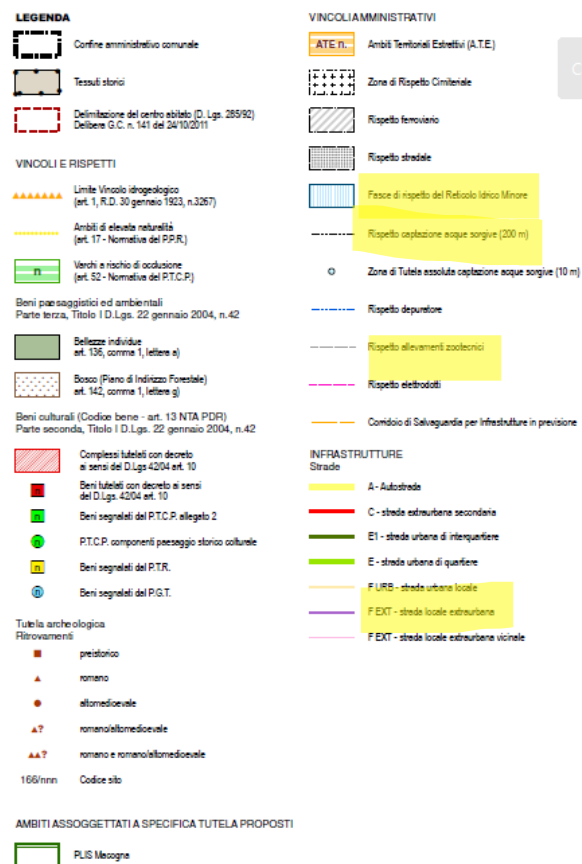 LEGENDA
Confine amministrativo comunale
Tessuti storici
Delimitazione del centro abitato (D. Lgs. 285/92)
Delibera G.C. n. 141 del 24/10/2011
VINCOLI E RISPETTI
Limite Vincolo idrogeologico
(art. 1, R.D. 30 gennaio 1923, n.3267)
Ambiti di elevata naturalità
(art. 17 - Normativa del P.P.R.)
n
Varchi a rischio di occlusione
(art. 52 - Normativa del P.T.C.P.)
Beni paesaggistici ed ambientali
Parte terza, Titolo I D.Lgs. 22 gennaio 2004, n.42
Bellezze individue
art. 136, comma 1, lettera a)
Bosco (Piano di Indirizzo Forestale)
art. 142, comma 1, lettera g)
Beni culturali (Codice bene - art. 13 NTA PDR)
Parte seconda, Titolo I D.Lgs. 22 gennaio 2004, n.42
Complessi tutelati con decreto
ai sensi del D.Lgs 42/04 art. 10
n
Beni tutelati con decreto ai sensi
del D.Lgs. 42/04 art. 10
n
Beni segnalati dal P.T.C.P. allegato 2
n
P.T.C.P. componenti paesaggio storico colturale
n
Beni segnalati dal P.T.R.
n
Beni segnalati dal P.G.T.
Tutela archeologica
Ritrovamenti
preistorico
romano
altomedioevale
?
romano/altomedioevale
?
romano e romano/altomedioevale
166/nnn
Codice sito
AMBITI ASSOGGETTATI A SPECIFICA TUTELA PROPOSTI
PLIS Macogna
VINCOLI AMMINISTRATIVI
ATE n.
Ambiti Territoriali Estrattivi (A.T.E.)
Zona di Rispetto Cimiteriale
Rispetto ferroviario
Rispetto stradale
Fasce di rispetto del Reticolo Idrico Minore
Rispetto captazione acque sorgive (200 m)
Zona di Tutela assoluta captazione acque sorgive (10 m)
Rispetto depuratore
Rispetto allevamenti zootecnici
Rispetto elettrodotti
Corridoio di Salvaguardia per Infrastrutture in previsione
INFRASTRUTTURE
Strade
A - Autostrada
C - strada extraurbana secondaria
E1 - strada urbana di interquartiere
E - strada urbana di quartiere
F URB - strada urbana locale
F EXT - strada locale extraurbana
F EXT - strada locale extraurbana vicinale